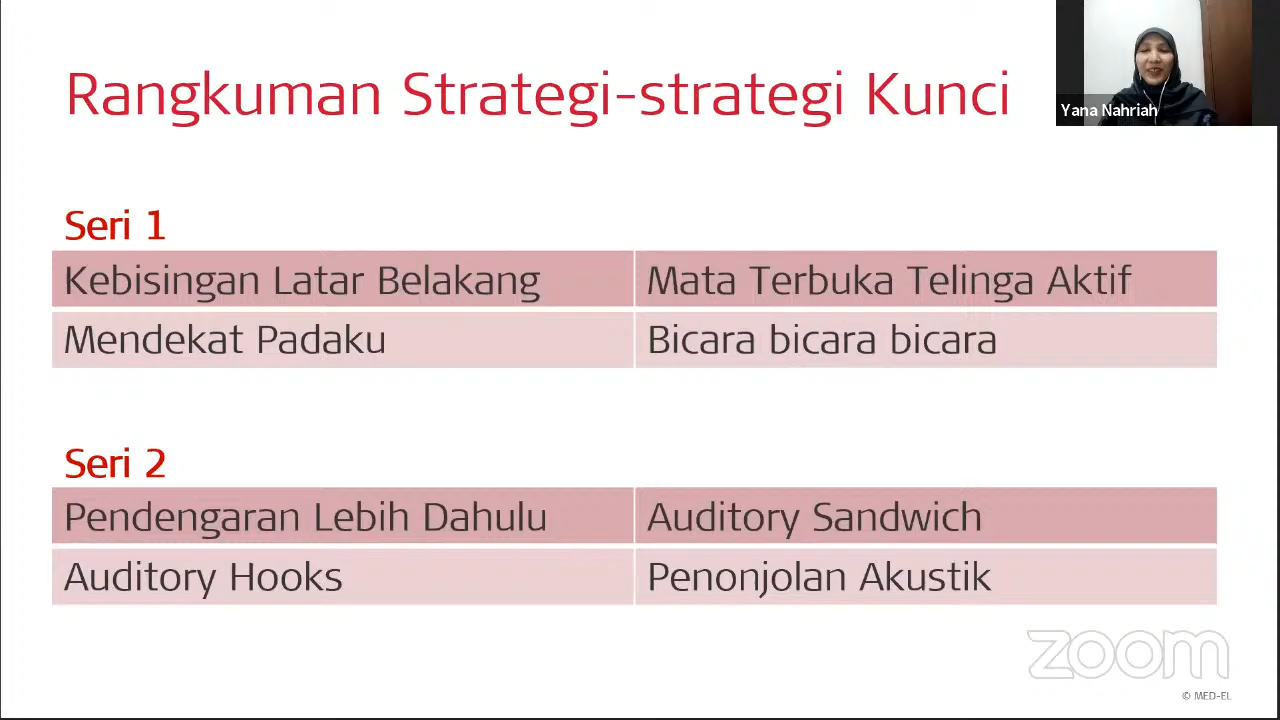 Rangkuman Strategi-strategi Kunci
Yana Nahriah
Seri 1
Kebisingan Latar Belakang
Mata Terbuka Telinga Aktif
Mendekat Padaku
Bicara bicara bicara
Seri 2
Pendengaran Lebih Dahulu
Auditory Sandwich
Auditory Hooks
Penonjolan Akustik
zoom
© MED-EL